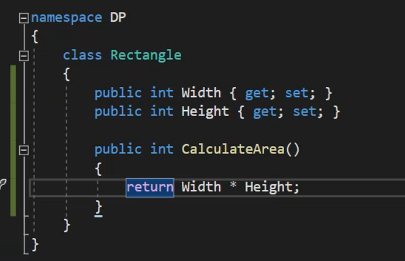 namespace DP
{
class Rectangle
{
public int Width { get; set; }
public int Height { get; set; }
public int CalculateArea()
{
return Width * Height;
}
}
}